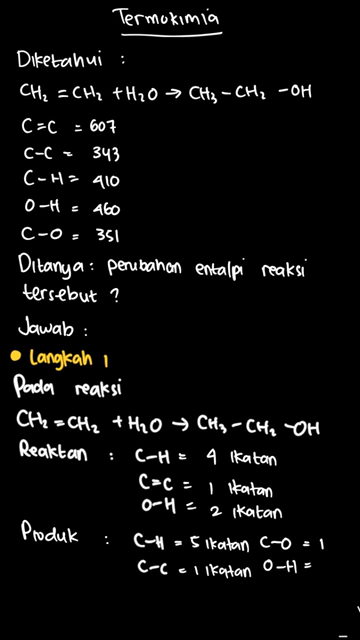 Termokimia
Diketahui :
CH₂ = CH₂ + H₂O → CH₃ - CH₂ - OH
C = C = 607
C - C = 343
C - H = 410
O - H = 460
C - O = 351
Ditanya : perubahan entalpi reaksi
tersebut ?
Jawab :
• Langkah 1
Pada reaksi
CH₂ = CH₂ + H₂O → CH₃ - CH₂ - OH
Reaktan : C - H = 4 ikatan
C = C = 1 ikatan
O - H = 2 ikatan
Produk : C - H = 5 ikatan C - O = 1
C - C = 1 ikatan O - H =